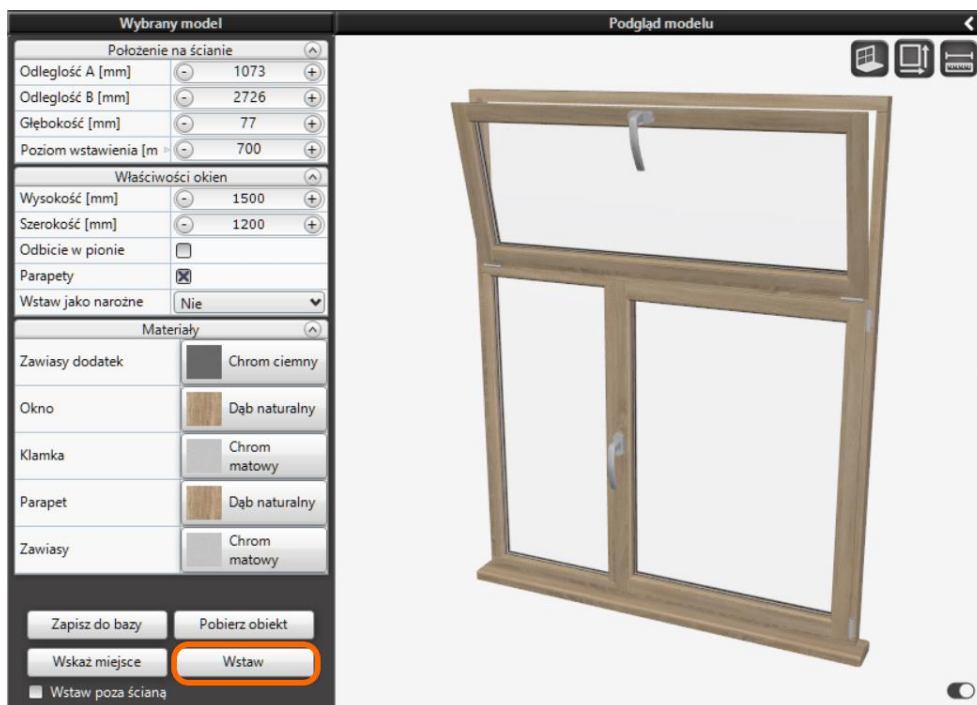 Wybrany model
Podgląd modelu
Położenie na ścianie
Odległość A [mm] 1073
Odległość B [mm] 2726
Głębokość [mm] 77
Poziom wstawienia [m 700
Właściwości okien
Wysokość [mm] 1500
Szerokość [mm] 1200
Odbicie w pionie
Parapety
Wstaw jako narożne Nie
Materiały
Zawiasy dodatek Chrom ciemny
Okno Dąb naturalny
Klamka Chrom
matowy
Parapet Dąb naturalny
Zawiasy Chrom
matowy
Zapisz do bazy Pobierz obiekt
Wskaż miejsce Wstaw
Wstaw poza ścianą